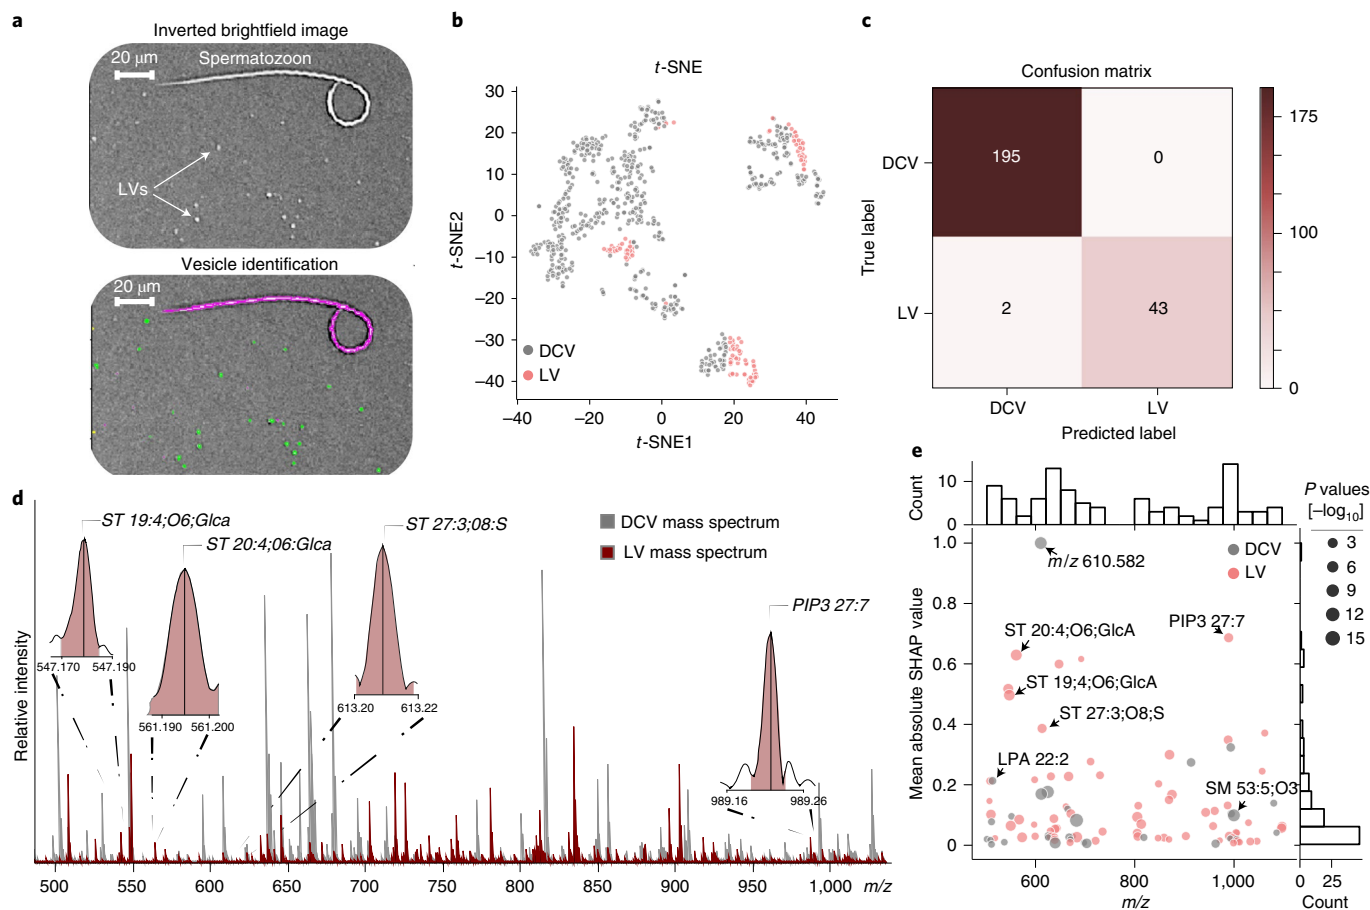 a
Inverted brightfield image
20 μm
Spermatozoon
LVs
Vesicle identification
20 μm
b
t-SNE
30
20
10
0
−10
−20
−30
−40
t-SNE2
DCV
LV
−40
−20
0
20
40
t-SNE1
c
Confusion matrix
DCV
LV
True label
195
0
2
43
DCV
LV
Predicted label
175
100
0
d
Relative intensity
ST 19:4;O6;Glca
547.170
547.190
ST 20:4;06:Glca
561.190
561.200
ST 27:3;08:S
613.20
613.22
DCV mass spectrum
LV mass spectrum
PIP3 27:7
989.16
989.26
500
550
600
650
700
750
800
850
900
950
1,000
m/z
e
Count
10
0
P values
[−log10]
3
6
9
12
15
Mean absolute SHAP value
1.0
0.8
0.6
0.4
0.2
0
DCV
LV
m/z 610.582
PIP3 27:7
ST 20:4;O6;GlcA
ST 19;4;O6;GlcA
ST 27:3;O8;S
LPA 22:2
SM 53:5;O3
600
800
1,000
m/z
0
25
Count